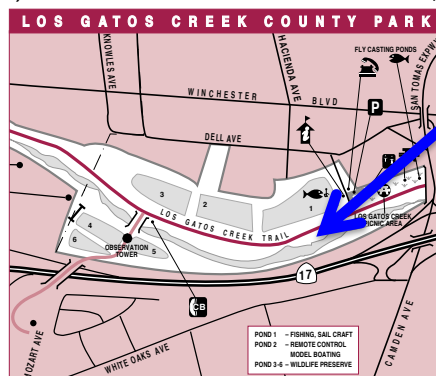 LOS GATOS CREEK COUNTY PARK
KNOWLES AVE
HACIENDA AVE
FLY CASTING PONDS
SAN TOMAS EXPWY
WINCHESTER BLVD
P
DELL AVE
3
2
1
LOS GATOS CREEK TRAIL
LOS GATOS CREEK
PICNIC AREA
4
6
5
OBSERVATION
TOWER
17
CB
MOZART AVE
WHITE OAKS AVE
CAMDEN AVE
POND 1 – FISHING, SAIL CRAFT
POND 2 – REMOTE CONTROL
MODEL BOATING
POND 3-6 – WILDLIFE PRESERVE